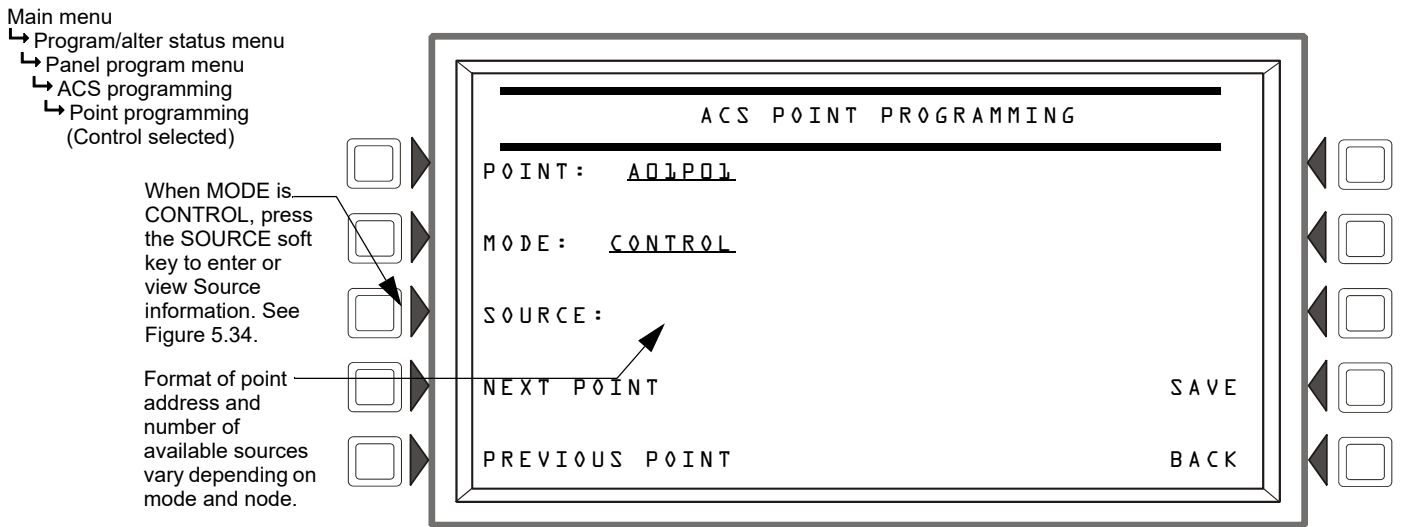 Main menu
Program/alter status menu
Panel program menu
ACS programming
Point programming
(Control selected)
When MODE is
CONTROL, press
the SOURCE soft
key to enter or
view Source
information. See
Figure 5.34.
Format of point
address and
number of
available sources
vary depending on
mode and node.
ACS POINT PROGRAMMING
POINT: A01P01
MODE: CONTROL
SOURCE:
NEXT POINT SAVE
PREVIOUS POINT BACK